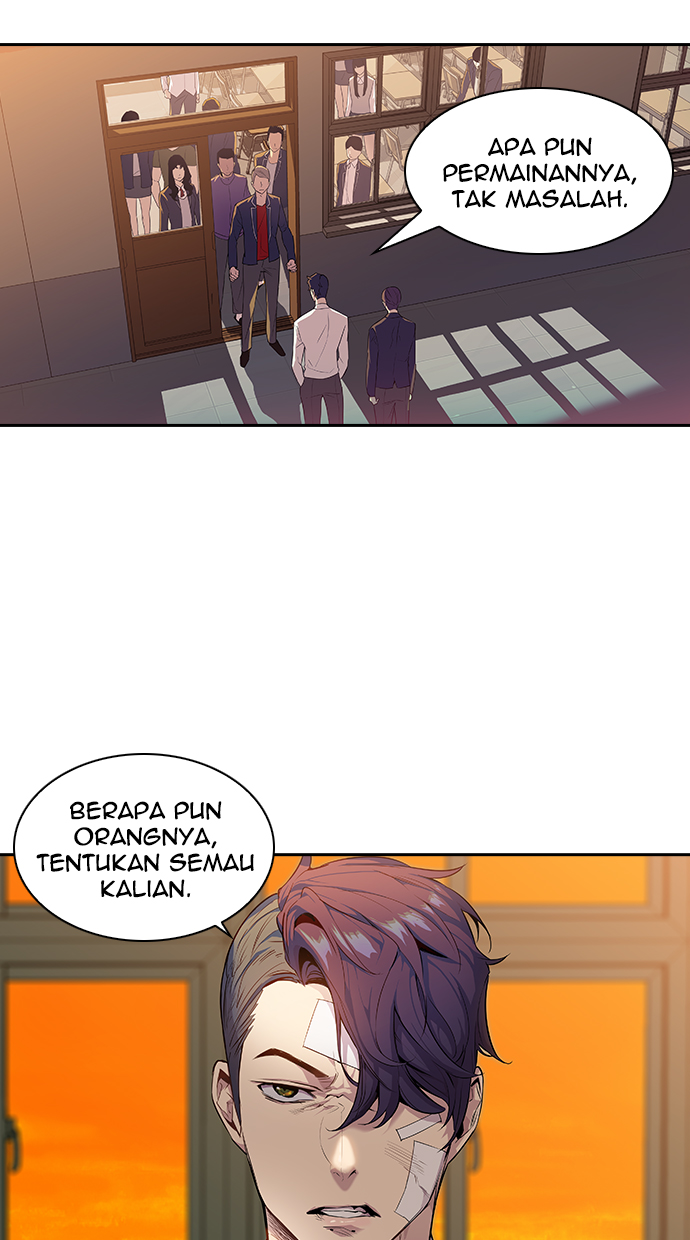 APA PUN
PERMAINANNYA,
TAK MASALAH.
BERAPA PUN
ORANGNYA,
TENTUKAN SEMAU
KALIAN.